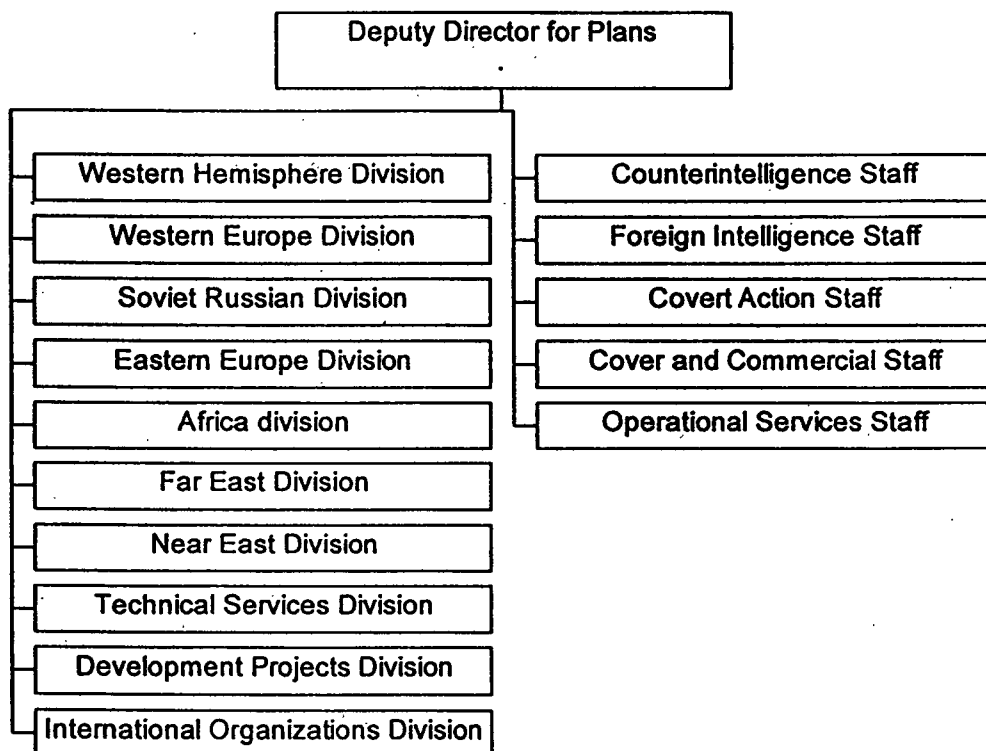 Deputy Director for Plans
Western Hemisphere Division
Western Europe Division
Soviet Russian Division
Eastern Europe Division
Africa division
Far East Division
Near East Division
Technical Services Division
Development Projects Division
International Organizations Division
Counterintelligence Staff
Foreign Intelligence Staff
Covert Action Staff
Cover and Commercial Staff
Operational Services Staff